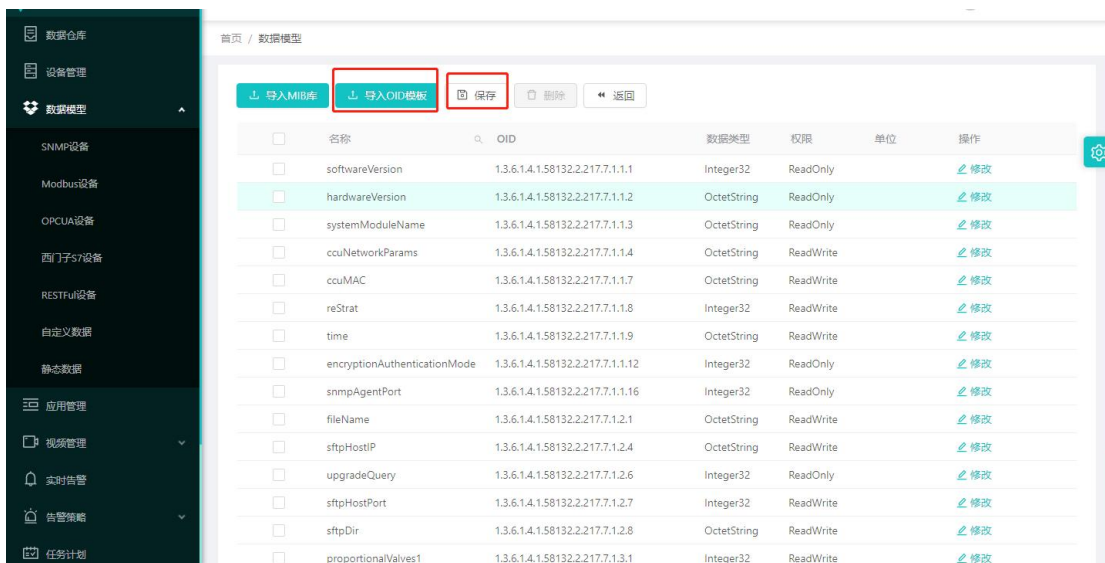 数据仓库
首页 / 数据模型
设备管理
导入MIB库 导入OID模板 保存 删除 返回
数据模型
名称 OID 数据类型 权限 单位 操作
SNMP设备
softwareVersion 1.3.6.1.4.1.58132.2.217.7.1.1.1 Integer32 ReadOnly 修改
Modbus设备
hardwareVersion 1.3.6.1.4.1.58132.2.217.7.1.1.2 OctetString ReadOnly 修改
OPCUA设备
systemModuleName 1.3.6.1.4.1.58132.2.217.7.1.1.3 OctetString ReadOnly 修改
西门子S7设备
ccuNetworkParams 1.3.6.1.4.1.58132.2.217.7.1.1.4 OctetString ReadWrite 修改
ccuMAC 1.3.6.1.4.1.58132.2.217.7.1.1.7 OctetString ReadWrite 修改
RESTFul设备
reStrat 1.3.6.1.4.1.58132.2.217.7.1.1.8 Integer32 ReadWrite 修改
自定义数据
time 1.3.6.1.4.1.58132.2.217.7.1.1.9 OctetString ReadWrite 修改
静态数据
encryptionAuthenticationMode 1.3.6.1.4.1.58132.2.217.7.1.1.12 Integer32 ReadOnly 修改
snmpAgentPort 1.3.6.1.4.1.58132.2.217.7.1.1.16 Integer32 ReadOnly 修改
应用管理
fileName 1.3.6.1.4.1.58132.2.217.7.1.2.1 OctetString ReadWrite 修改
视频管理
sftpHostIP 1.3.6.1.4.1.58132.2.217.7.1.2.4 OctetString ReadWrite 修改
实时告警
upgradeQuery 1.3.6.1.4.1.58132.2.217.7.1.2.6 Integer32 ReadOnly 修改
sftpHostPort 1.3.6.1.4.1.58132.2.217.7.1.2.7 Integer32 ReadWrite 修改
告警策略
sftpDir 1.3.6.1.4.1.58132.2.217.7.1.2.8 OctetString ReadWrite 修改
任务计划
proportionalValves1 1.3.6.1.4.1.58132.2.217.7.1.3.1 Integer32 ReadWrite 修改